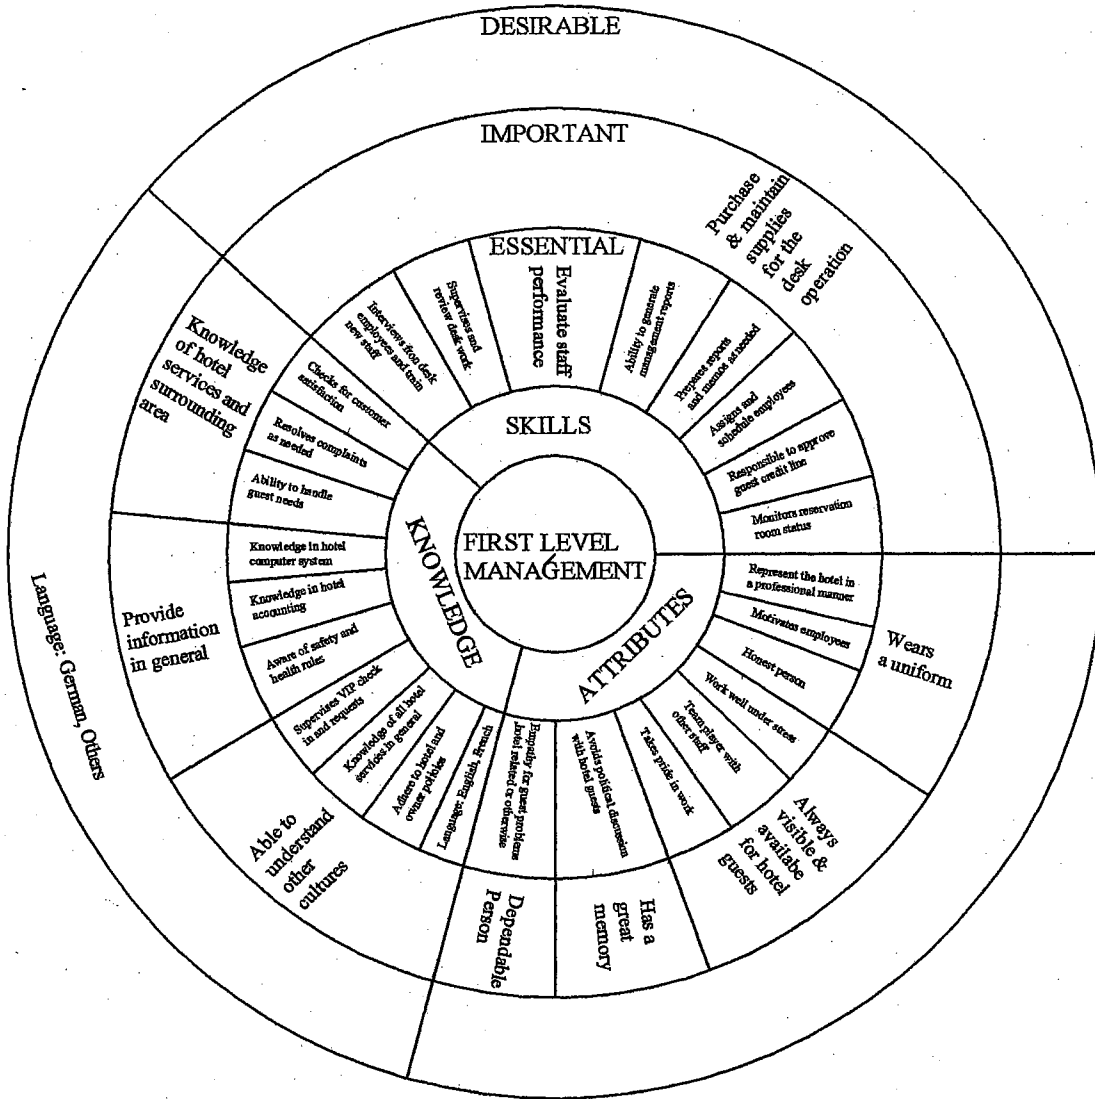 DESIRABLE
IMPORTANT
Purchase
& maintain
supplies
for the
desk
operation
ESSENTIAL
Interviews fron desk
employees and train
new staff
Supervises and
review desk work
Evaluate staff
performance
Ability to generate
management reports
Prepares reports
and memos as needed
Assigns and
schedule employees
Responsible to approve
guest credit line
Monitors reservation
room status
SKILLS
FIRST LEVEL
MANAGEMENT
ATTRIBUTES
Represent the hotel in
a professional manner
Motivates employees
Honest person
Work well under stress
Team player with
other staff
Takes pride in work
Avoids political discussion
with hotel guests
Empathy for guest problems
hotel related or otherwise
Wears
a uniform
Always
visible &
availabe
for hotel
guests
Has a
great
memory
Dependable
Person
KNOWLEDGE
Checks for customer
satisfaction
Resolves complaints
as needed
Ability to handle
guest needs
Knowledge in hotel
computer system
Knowledge in hotel
accounting
Aware of safety and
health rules
Supervises VIP check
in and requests
Knowledge of all hotel
services in general
Adhere to hotel and
owner policies
Language: English, French
Knowledge
of hotel
services and
surrounding
area
Provide
information
in general
Able to
understand
other
cultures
Language: German, Others